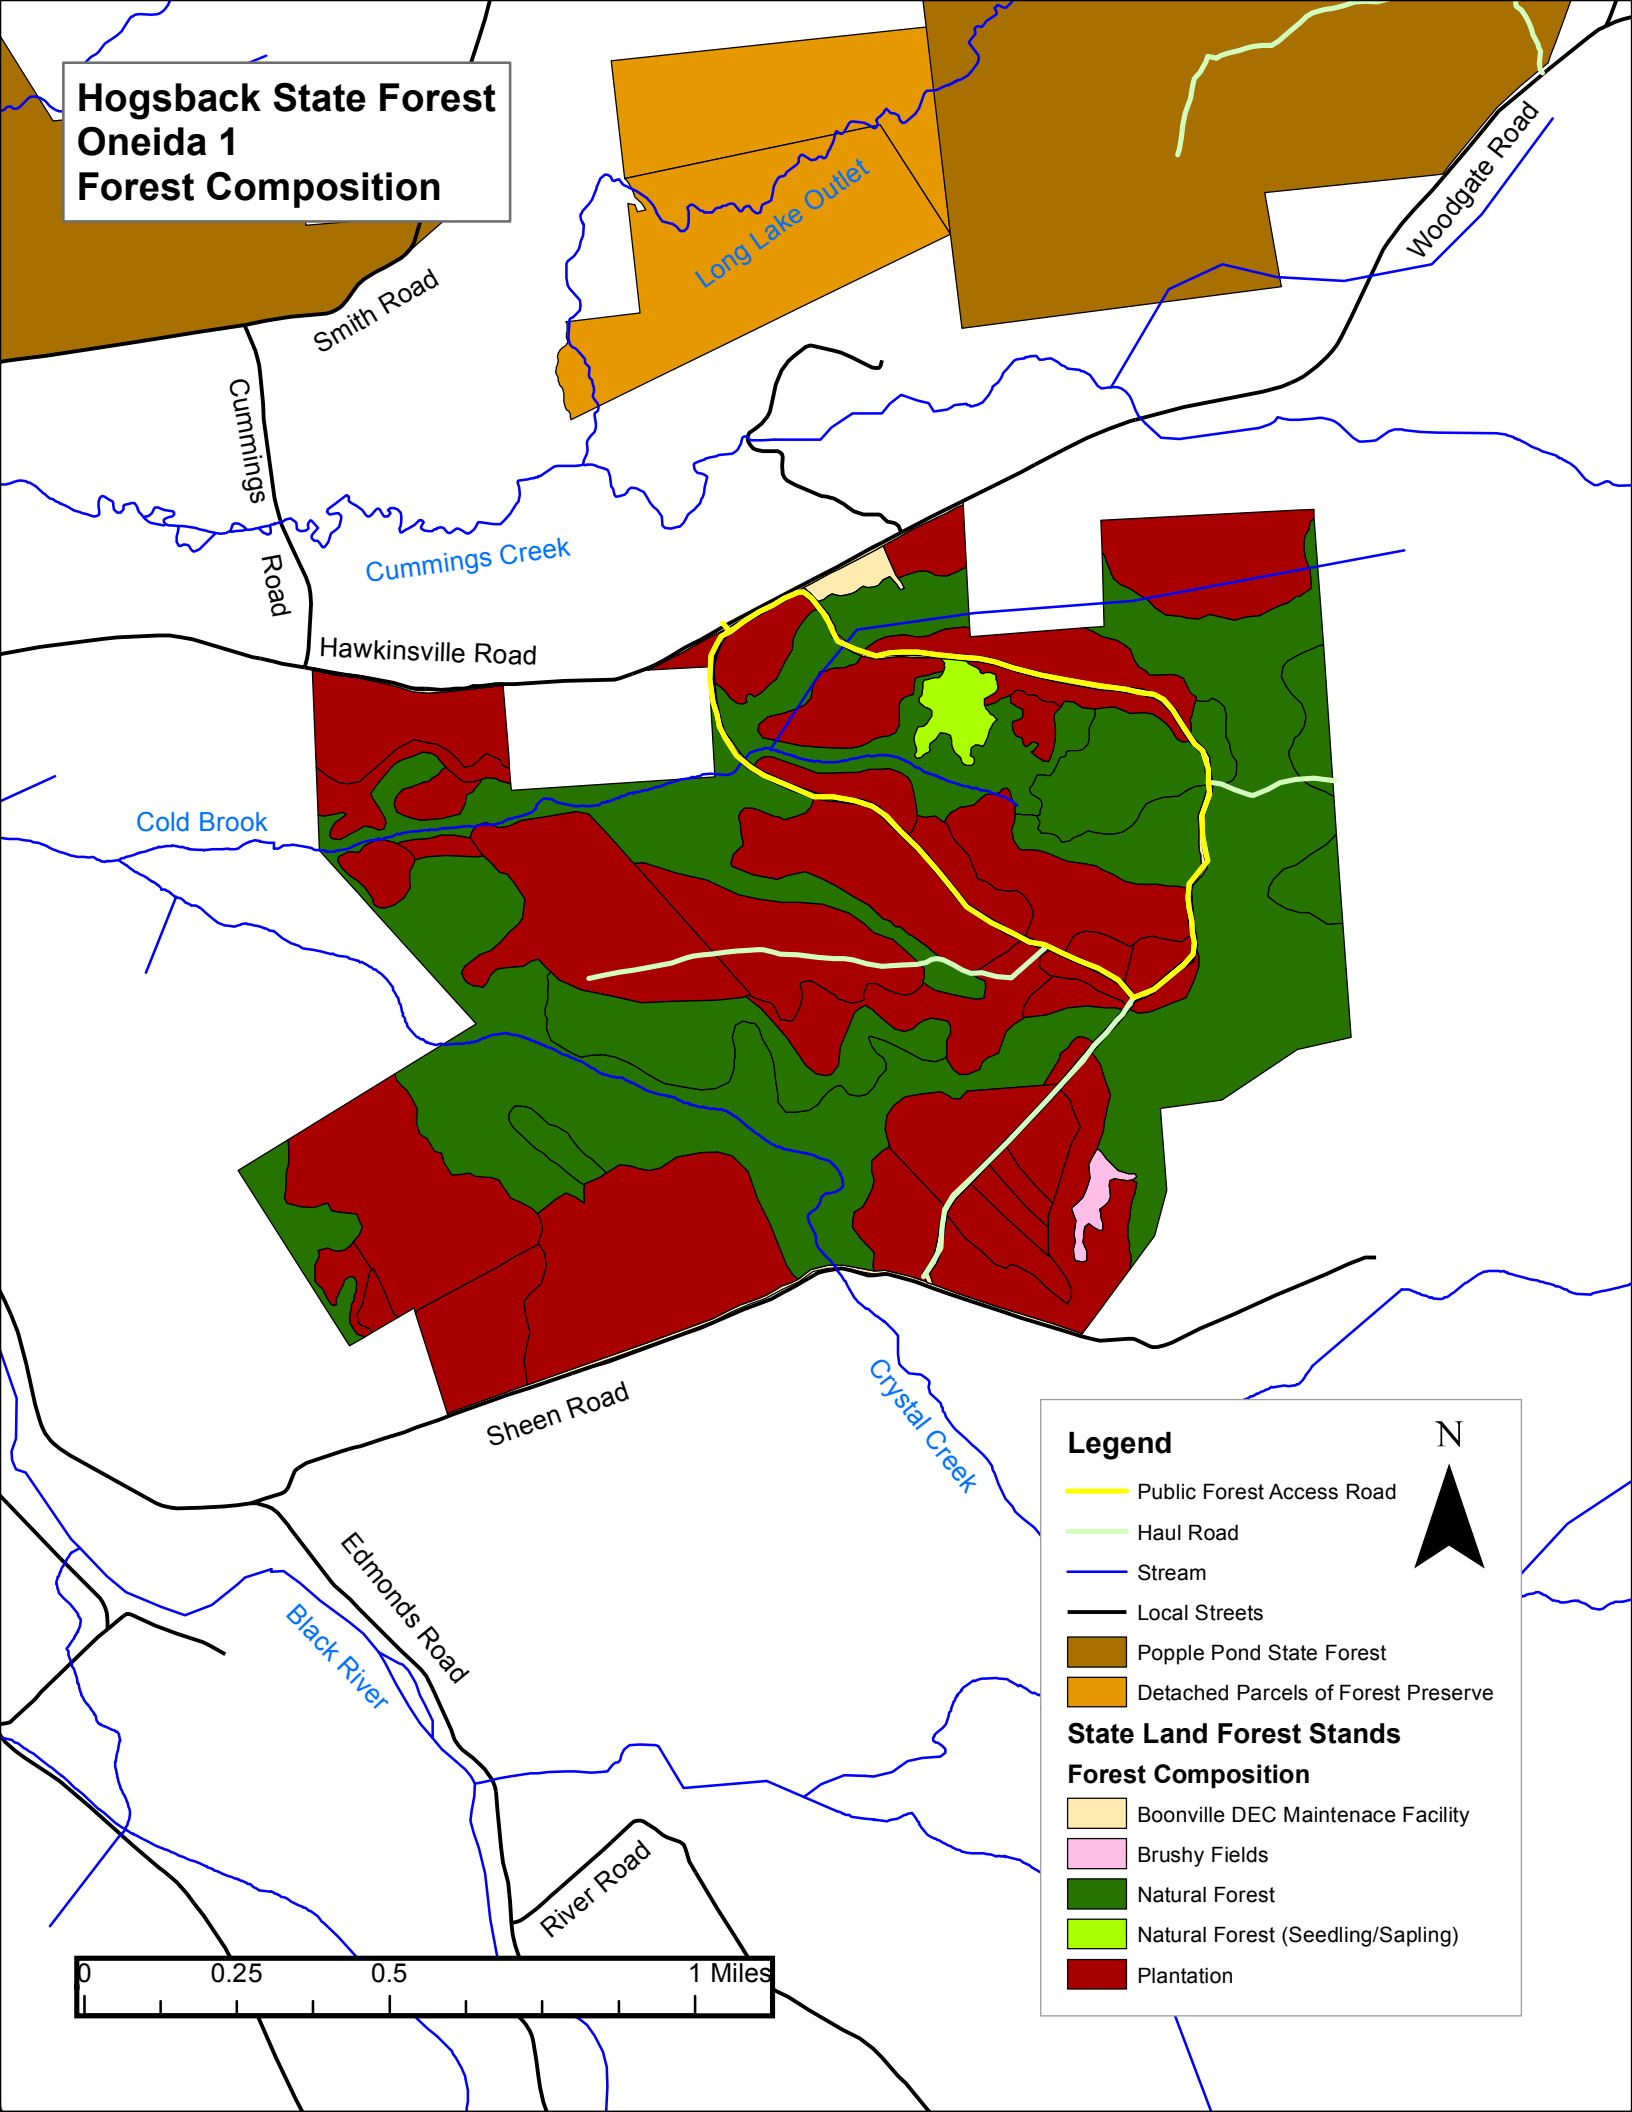 Hogsback State Forest
Oneida 1
Forest Composition
Woodgate Road
Long Lake Outlet
Smith Road
Cummings
Road
Cummings Creek
Hawkinsville Road
Cold Brook
Sheen Road
Crystal Creek
Edmonds Road
Black River
River Road
Legend
N
Public Forest Access Road
Haul Road
Stream
Local Streets
Popple Pond State Forest
Detached Parcels of Forest Preserve
State Land Forest Stands
Forest Composition
Boonville DEC Maintenace Facility
Brushy Fields
Natural Forest
Natural Forest (Seedling/Sapling)
Plantation
0 0.25 0.5 1 Miles